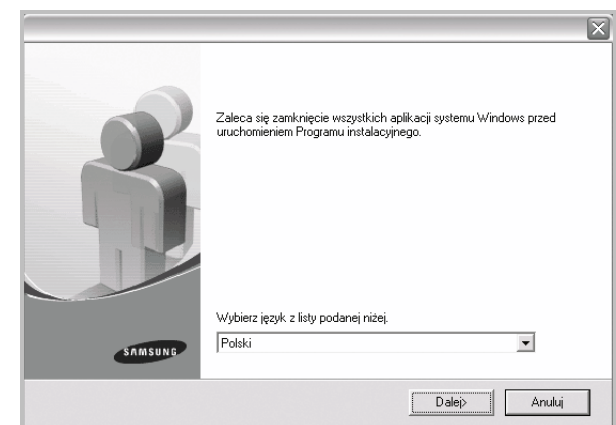 Zaleca się zamknięcie wszystkich aplikacji systemu Windows przed
uruchomieniem Programu instalacyjnego.
Wybierz język z listy podanej niżej.
Polski
SAMSUNG
Dalej>
Anuluj